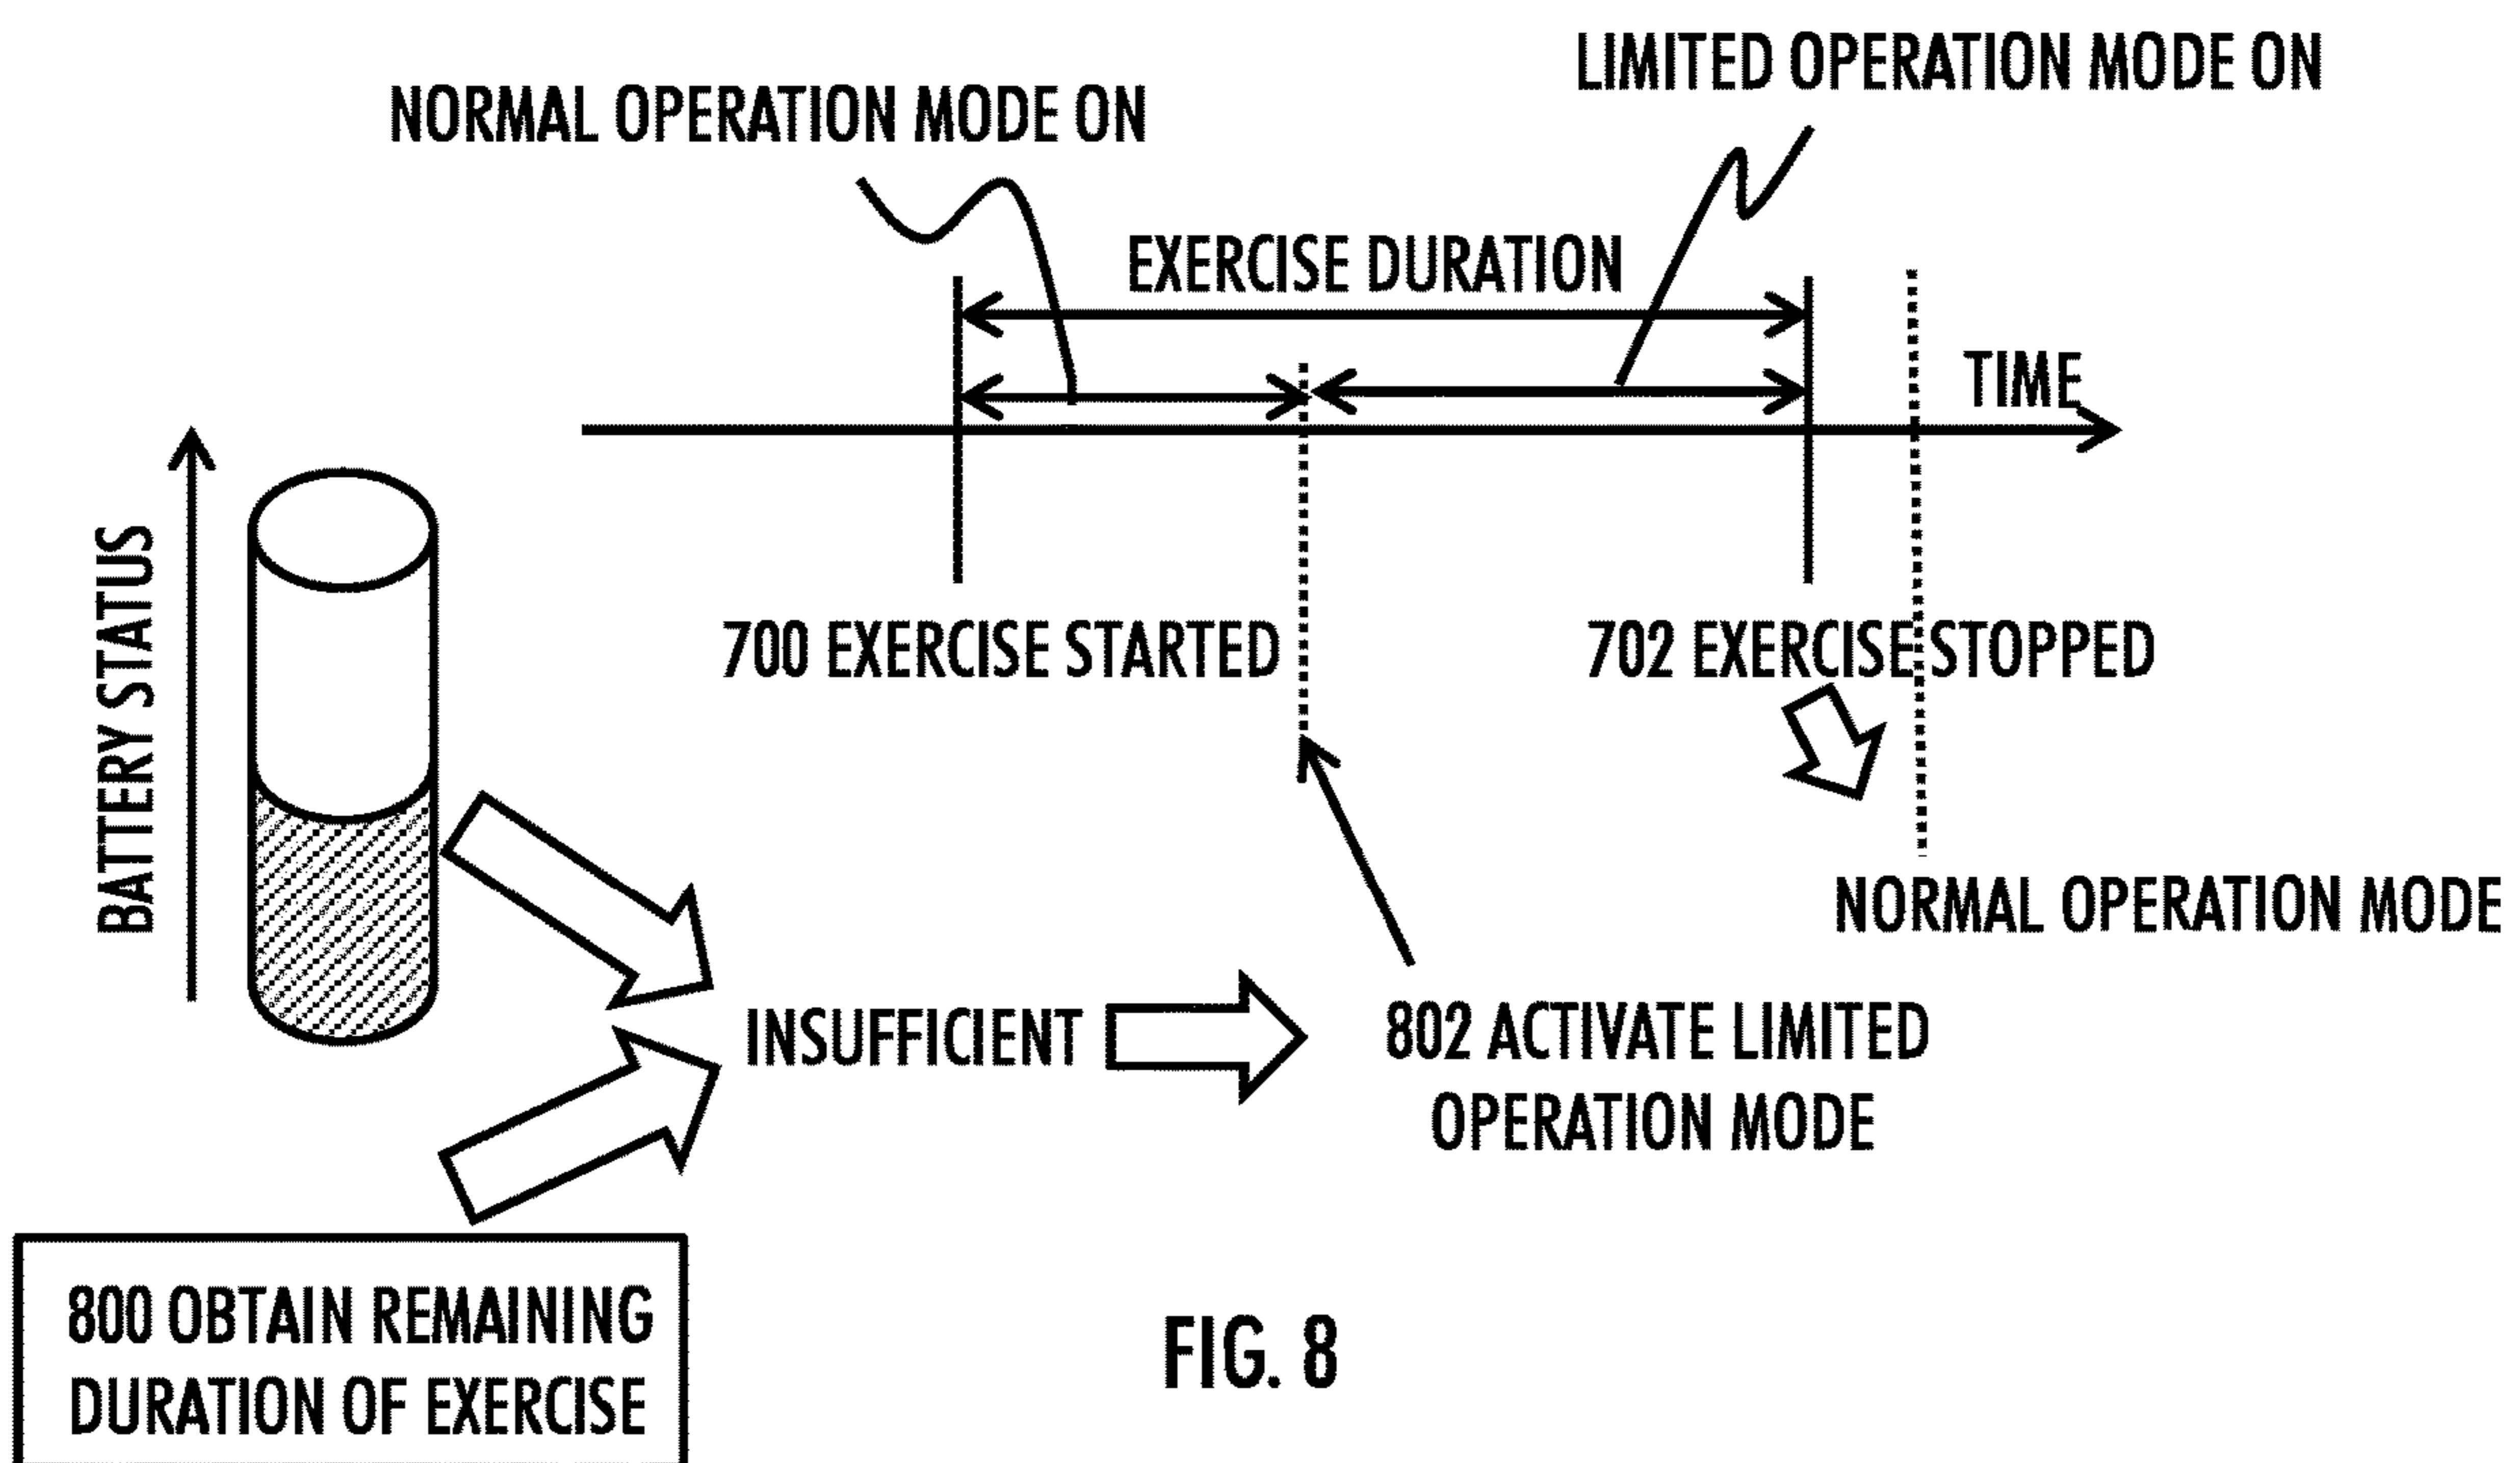 LIMITED OPERATION MODE ON
NORMAL OPERATION MODE ON
EXERCISE DURATION
TIME
BATTERY STATUS
700 EXERCISE STARTED
702 EXERCISE STOPPED
NORMAL OPERATION MODE
INSUFFICIENT
802 ACTIVATE LIMITED
OPERATION MODE
800 OBTAIN REMAINING
DURATION OF EXERCISE
FIG. 8